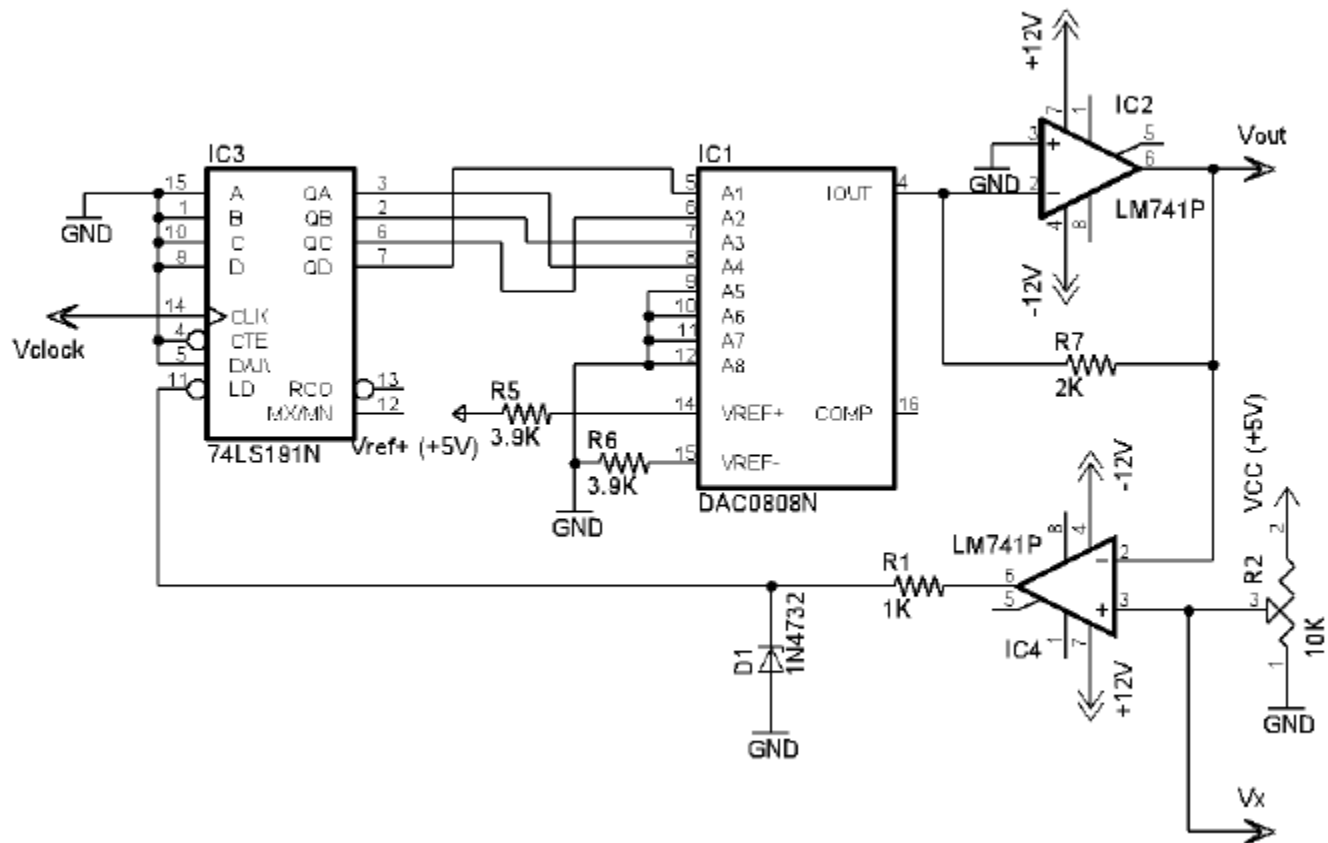 IC3
15 A QA 3
1 B QB 2
10 C QC 6
9 D QD 7
14 CLK
4 CTE
5 D/U
11 LD RCO 13
MX/MN 12
74LS191N
GND
Vclock
IC1
5 A1 IOUT 4
6 A2
7 A3
8 A4
9 A5
10 A6
11 A7
12 A8
14 VREF+ COMP 16
15 VREF-
DAC0808N
R5
3.9K
Vref+ (+5V)
R6
3.9K
GND
+12V
7
1
IC2
3
+
5
6
2
-
4
8
LM741P
GND
-12V
Vout
R7
2K
LM741P
8
4
-12V
2
-
6
5
+
3
IC4
1
7
+12V
R1
1K
D1
1N4732
GND
VCC (+5V)
2
R2
3
10K
1
GND
Vx